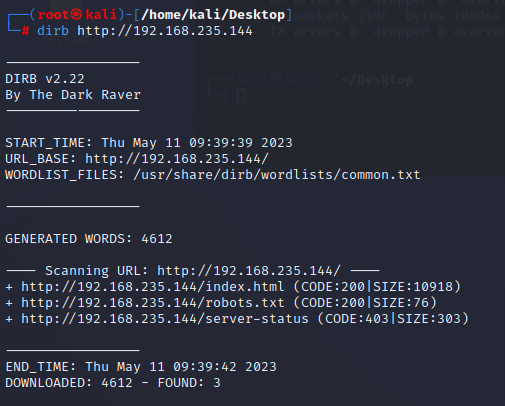 (root㉿kali)-[/home/kali/Desktop]
# dirb http://192.168.235.144
DIRB v2.22
By The Dark Raver
START_TIME: Thu May 11 09:39:39 2023
URL_BASE: http://192.168.235.144/
WORDLIST_FILES: /usr/share/dirb/wordlists/common.txt
GENERATED WORDS: 4612
---- Scanning URL: http://192.168.235.144/ ----
+ http://192.168.235.144/index.html (CODE:200|SIZE:10918)
+ http://192.168.235.144/robots.txt (CODE:200|SIZE:76)
+ http://192.168.235.144/server-status (CODE:403|SIZE:303)
END_TIME: Thu May 11 09:39:42 2023
DOWNLOADED: 4612 - FOUND: 3